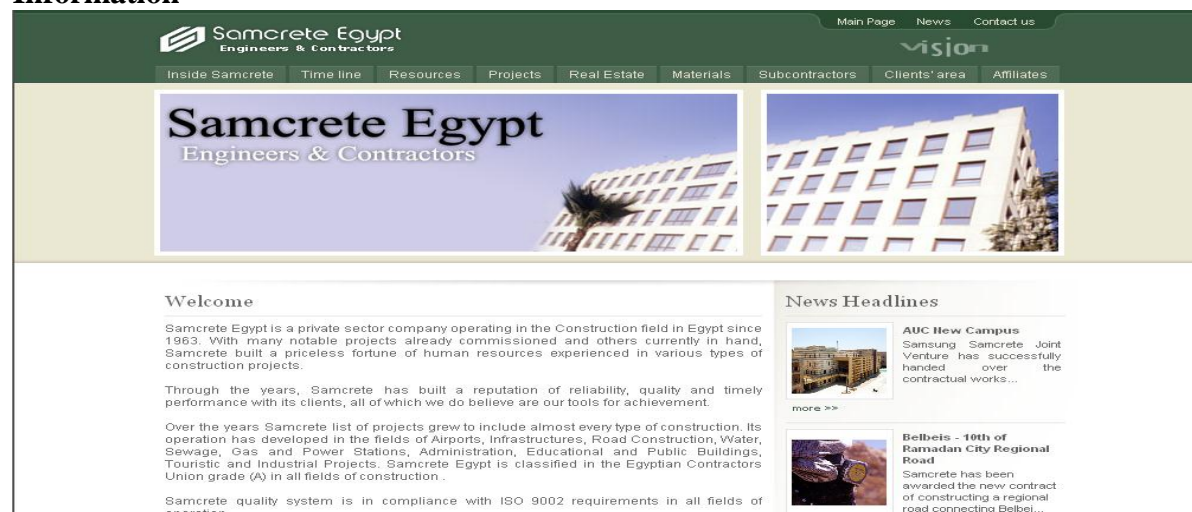 Information
Samcrete Egypt
Engineers & Contractors
Main Page News Contact us
vision
Inside Samcrete Time line Resources Projects Real Estate Materials Subcontractors Clients' area Affiliates
Samcrete Egypt
Engineers & Contractors
Welcome
Samcrete Egypt is a private sector company operating in the Construction field in Egypt since
1963. With many notable projects already commissioned and others currently in hand,
Samcrete built a priceless fortune of human resources experienced in various types of
construction projects.
Through the years, Samcrete has built a reputation of reliability, quality and timely
performance with its clients, all of which we do believe are our tools for achievement.
Over the years Samcrete list of projects grew to include almost every type of construction. Its
operation has developed in the fields of Airports, Infrastructures, Road Construction, Water,
Sewage, Gas and Power Stations, Administration, Educational and Public Buildings,
Touristic and Industrial Projects. Samcrete Egypt is classified in the Egyptian Contractors
Union grade (A) in all fields of construction .
Samcrete quality system is in compliance with ISO 9002 requirements in all fields of
News Headlines
AUC New Campus
Samsung Samcrete Joint
Venture has successfully
handed over the
contractual works...
more >>
Belbeis - 10th of
Ramadan City Regional
Road
Samcrete has been
awarded the new contract
of constructing a regional
road connecting Belbei...